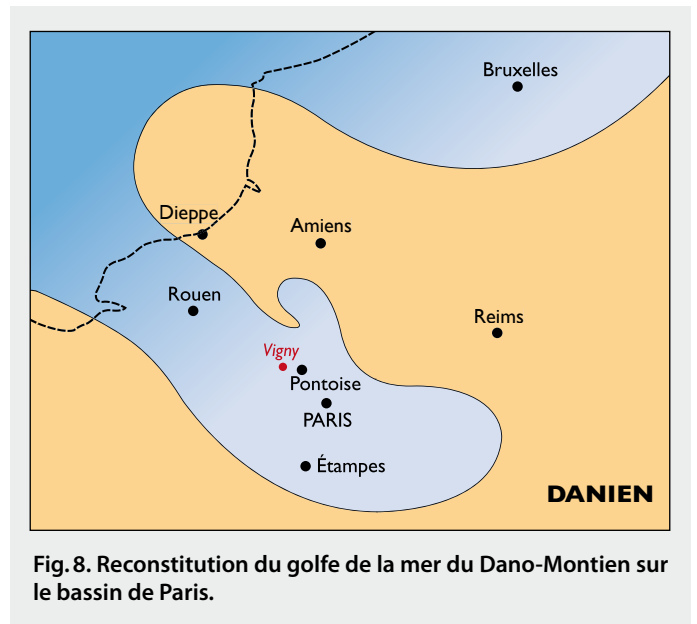 Bruxelles
Dieppe
Amiens
Rouen
Reims
Vigny
Pontoise
PARIS
Étampes
DANIEN
Fig. 8. Reconstitution du golfe de la mer du Dano-Montien sur
le bassin de Paris.